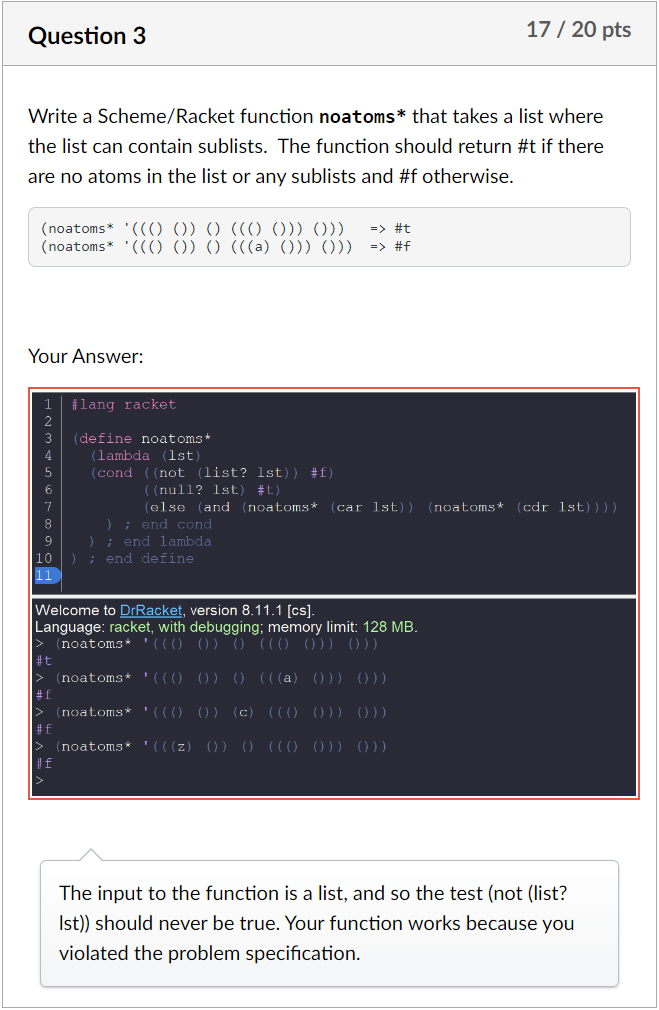 Question 3
17 / 20 pts
Write a Scheme/Racket function noatoms* that takes a list where
the list can contain sublists. The function should return #t if there
are no atoms in the list or any sublists and #f otherwise.
(noatoms* '((() ()) () ((() ())) ()))   => #t
(noatoms* '((() ()) () (((a) ())) ()))  => #f
Your Answer:
1 #lang racket
2
3 (define noatoms*
4   (lambda (lst)
5   (cond ((not (list? lst)) #f)
6         ((null? lst) #t)
7         (else (and (noatoms* (car lst)) (noatoms* (cdr lst))))
8     ) ; end cond
9   ) ; end lambda
10 ) ; end define
11
Welcome to DrRacket, version 8.11.1 [cs].
Language: racket, with debugging; memory limit: 128 MB.
> (noatoms* '((() ()) () ((() ())) ()))
#t
> (noatoms* '((() ()) () (((a) ())) ()))
#f
> (noatoms* '((() ()) (c) ((() ())) ()))
#f
> (noatoms* '(((z) ()) () ((() ())) ()))
#f
>
The input to the function is a list, and so the test (not (list?
lst)) should never be true. Your function works because you
violated the problem specification.